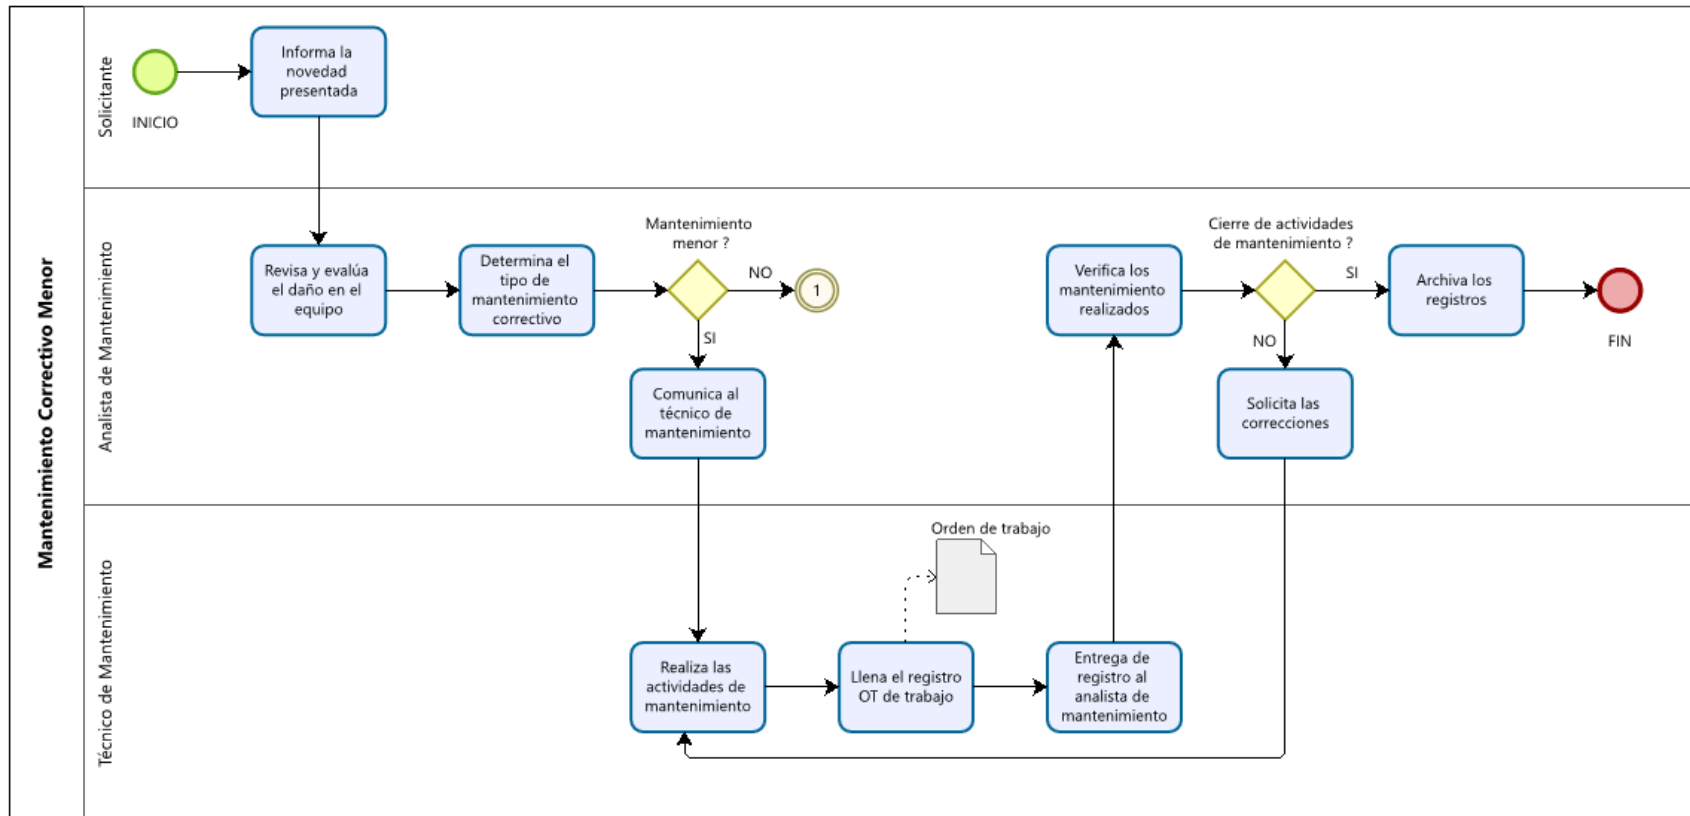 Mantenimiento Correctivo Menor
Solicitante
INICIO
Informa la
novedad
presentada
Analista de Mantenimiento
Revisa y evalúa
el daño en el
equipo
Determina el
tipo de
mantenimiento
correctivo
Mantenimiento
menor ?
NO
1
SI
Comunica al
técnico de
mantenimiento
Verifica los
mantenimiento
realizados
Cierre de actividades
de mantenimiento ?
SI
Archiva los
registros
FIN
NO
Solicita las
correcciones
Técnico de Mantenimiento
Realiza las
actividades de
mantenimiento
Orden de trabajo
Llena el registro
OT de trabajo
Entrega de
registro al
analista de
mantenimiento